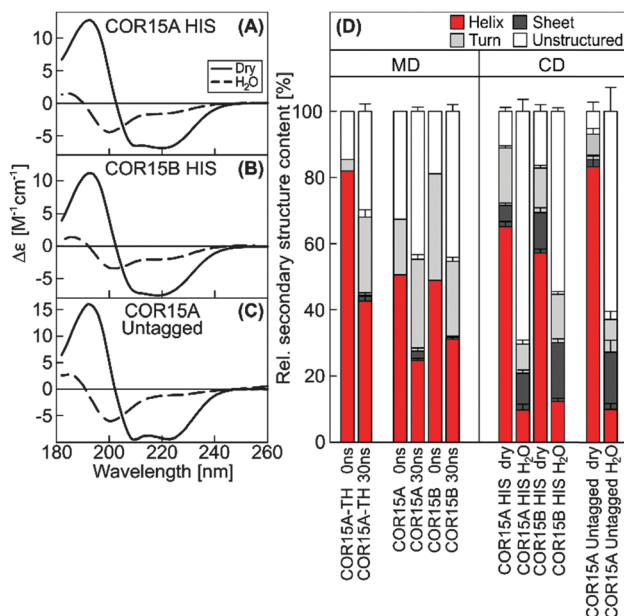 (A)
COR15A HIS
10
5
0
-5
Dry
H2O
(B)
COR15B HIS
10
5
0
-5
Δε [M-1cm-1]
(C)
COR15A
Untagged
15
10
5
0
-5
180 200 220 240 260
Wavelength [nm]
(D)
Helix Sheet
Turn Unstructured
MD CD
Rel. secondary structure content [%]
100
80
60
40
20
0
COR15A-TH 0ns
COR15A-TH 30ns
COR15A 0ns
COR15A 30ns
COR15B 0ns
COR15B 30ns
COR15A HIS dry
COR15A HIS H2O
COR15B HIS dry
COR15B HIS H2O
COR15A Untagged dry
COR15A Untagged H2O